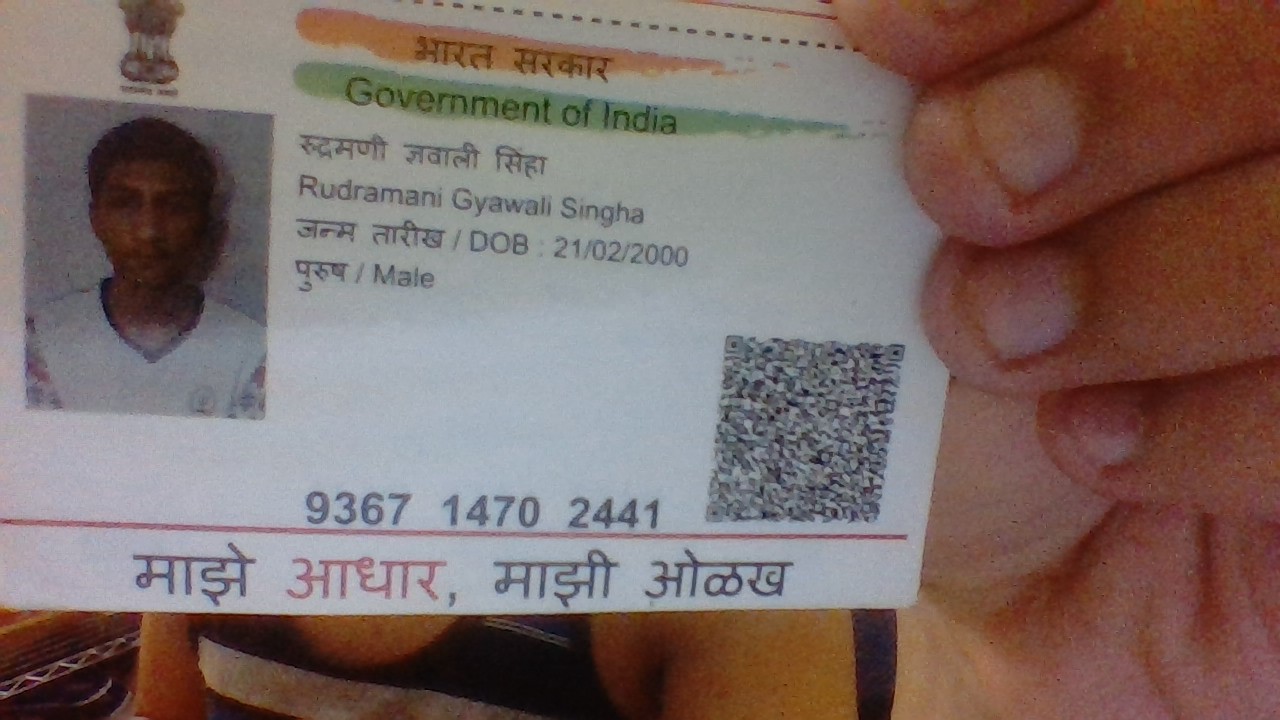 भारत सरकार
Government of India
रुद्रमणी ज्ञवाली सिंहा
Rudramani Gyawali Singha
जन्म तारीख / DOB : 21/02/2000
पुरुष / Male
9367 1470 2441
माझे आधार, माझी ओळख